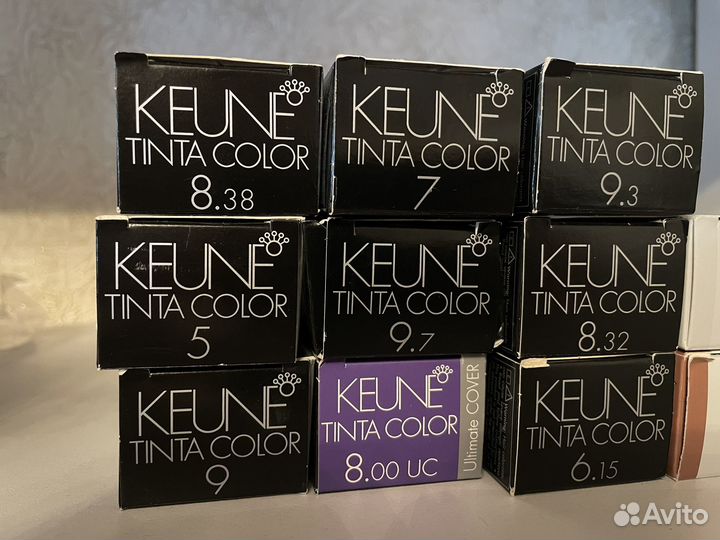 KEUNE
TINTA COLOR
8.38
KEUNE
TINTA COLOR
7
KEUNE
TINTA COLOR
9.3
KEUNE
TINTA COLOR
5
KEUNE
TINTA COLOR
9.7
KEUNE
TINTA COLOR
8.32
KEUNE
TINTA COLOR
9
KEUNE
TINTA COLOR
8.00 UC
Ultimate COVER
KEUNE
TINTA COLOR
6.15
Avito